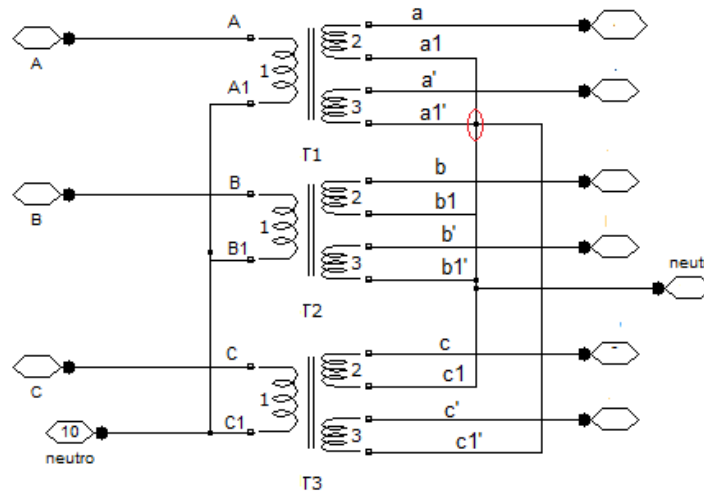 A a
2 a1
A
1 a'
A1
3 a1'
T1
B b
2 b1
B
1 b'
B1
3 b1'
neut
T2
C c
2 c1
C
1 c'
10 C1
3 c1'
neutro
T3